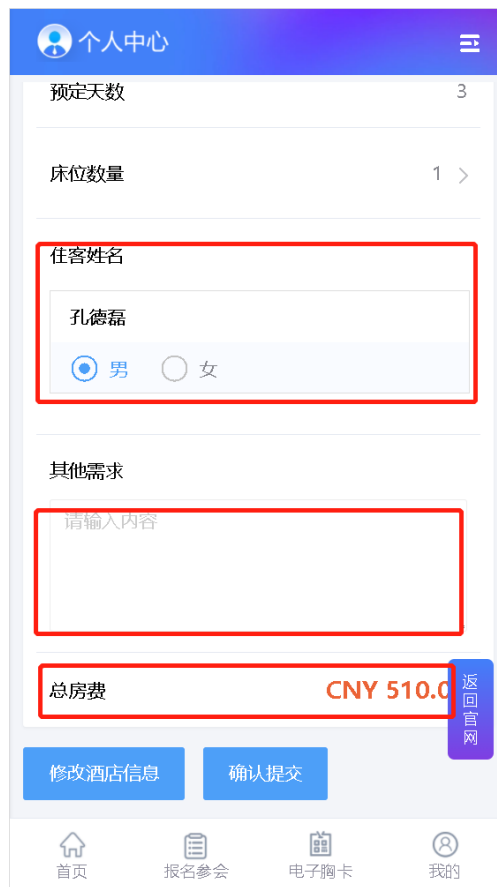 个人中心
预定天数 3
床位数量 1
住客姓名
孔德磊
男 女
其他需求
请输入内容
总房费 CNY 510.0
返回官网
修改酒店信息 确认提交
首页 报名参会 电子胸卡 我的